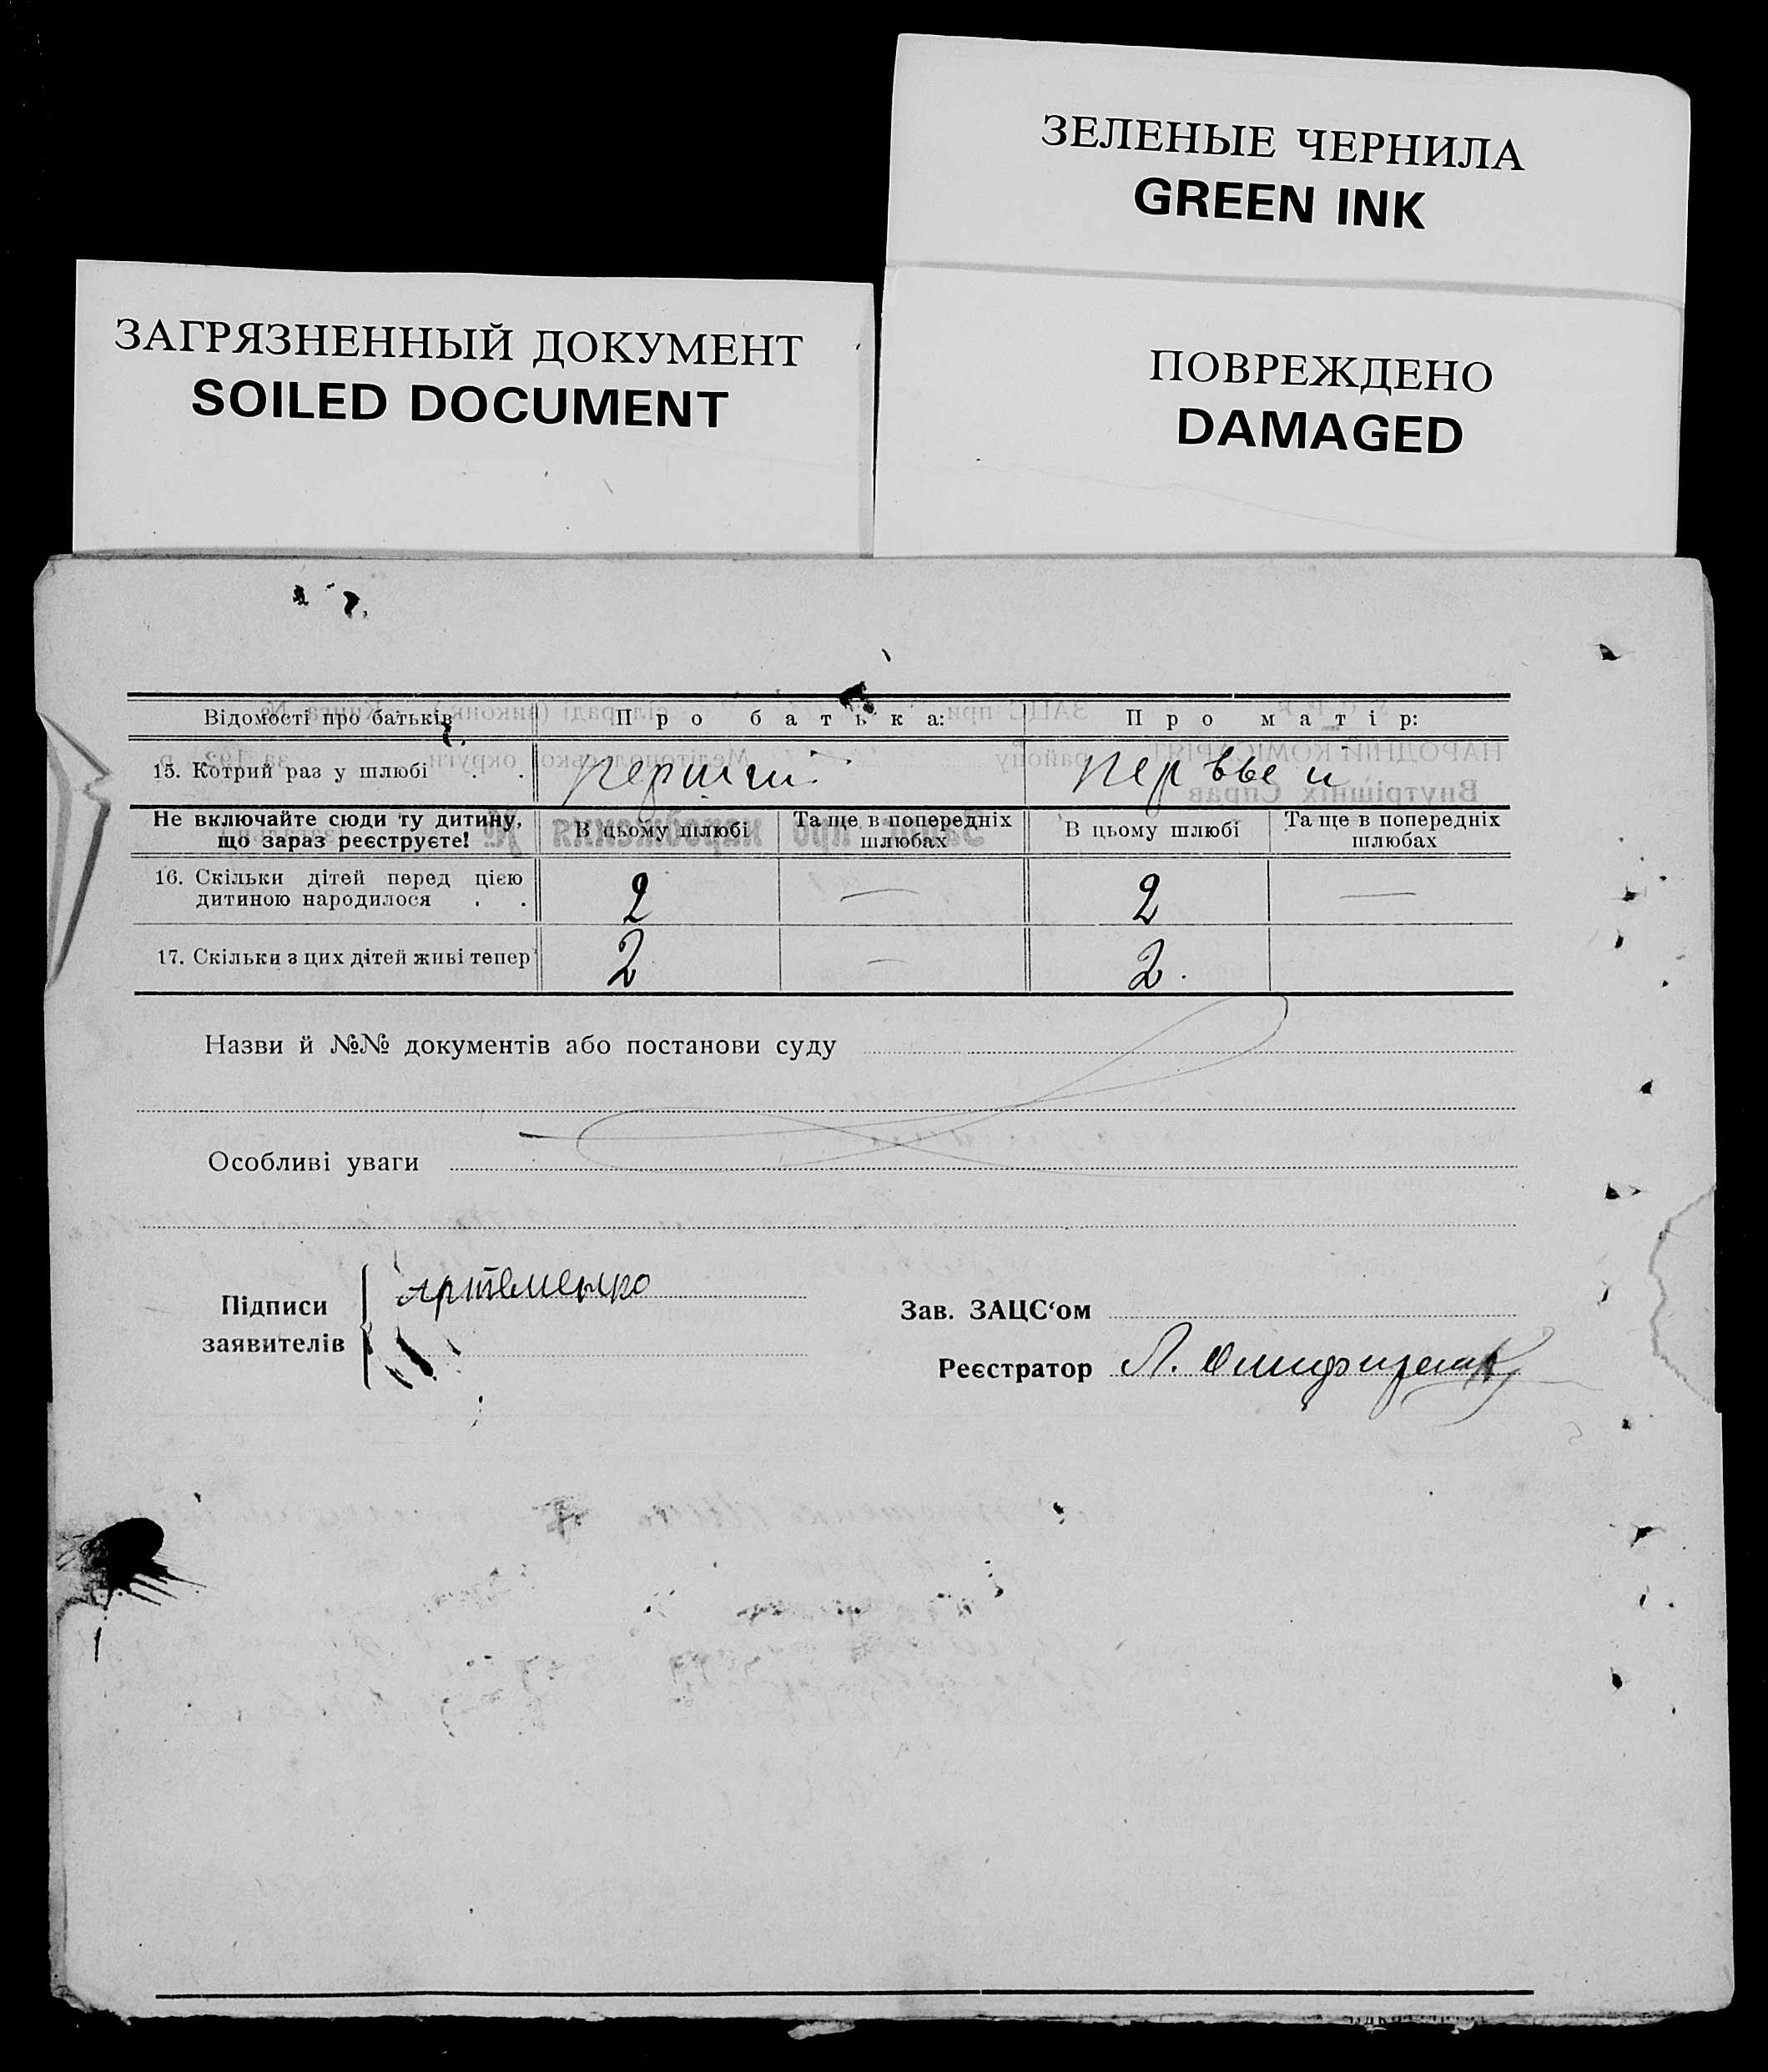 ЗЕЛЕНЫЕ ЧЕРНИЛА
GREEN INK
ЗАГРЯЗНЕННЫЙ ДОКУМЕНТ
SOILED DOCUMENT
ПОВРЕЖДЕНО
DAMAGED
Відомості про батьків Про батька: Про матір:
15. Котрий раз у шлюбі . . перший первый
Не включайте сюди ту дитину, що зараз реєструєте! В цьому шлюбі Та ще в попередніх шлюбах В цьому шлюбі Та ще в попередніх шлюбах
16. Скільки дітей перед цією
дитиною народилося . . 2 — 2 —
17. Скільки з цих дітей живі тепер 2 — 2.
Назви й №№ документів або постанови суду
Особливі уваги
Підписи
заявителів
Артеменко
Зав. ЗАЦС‘ом
Реєстратор Л.